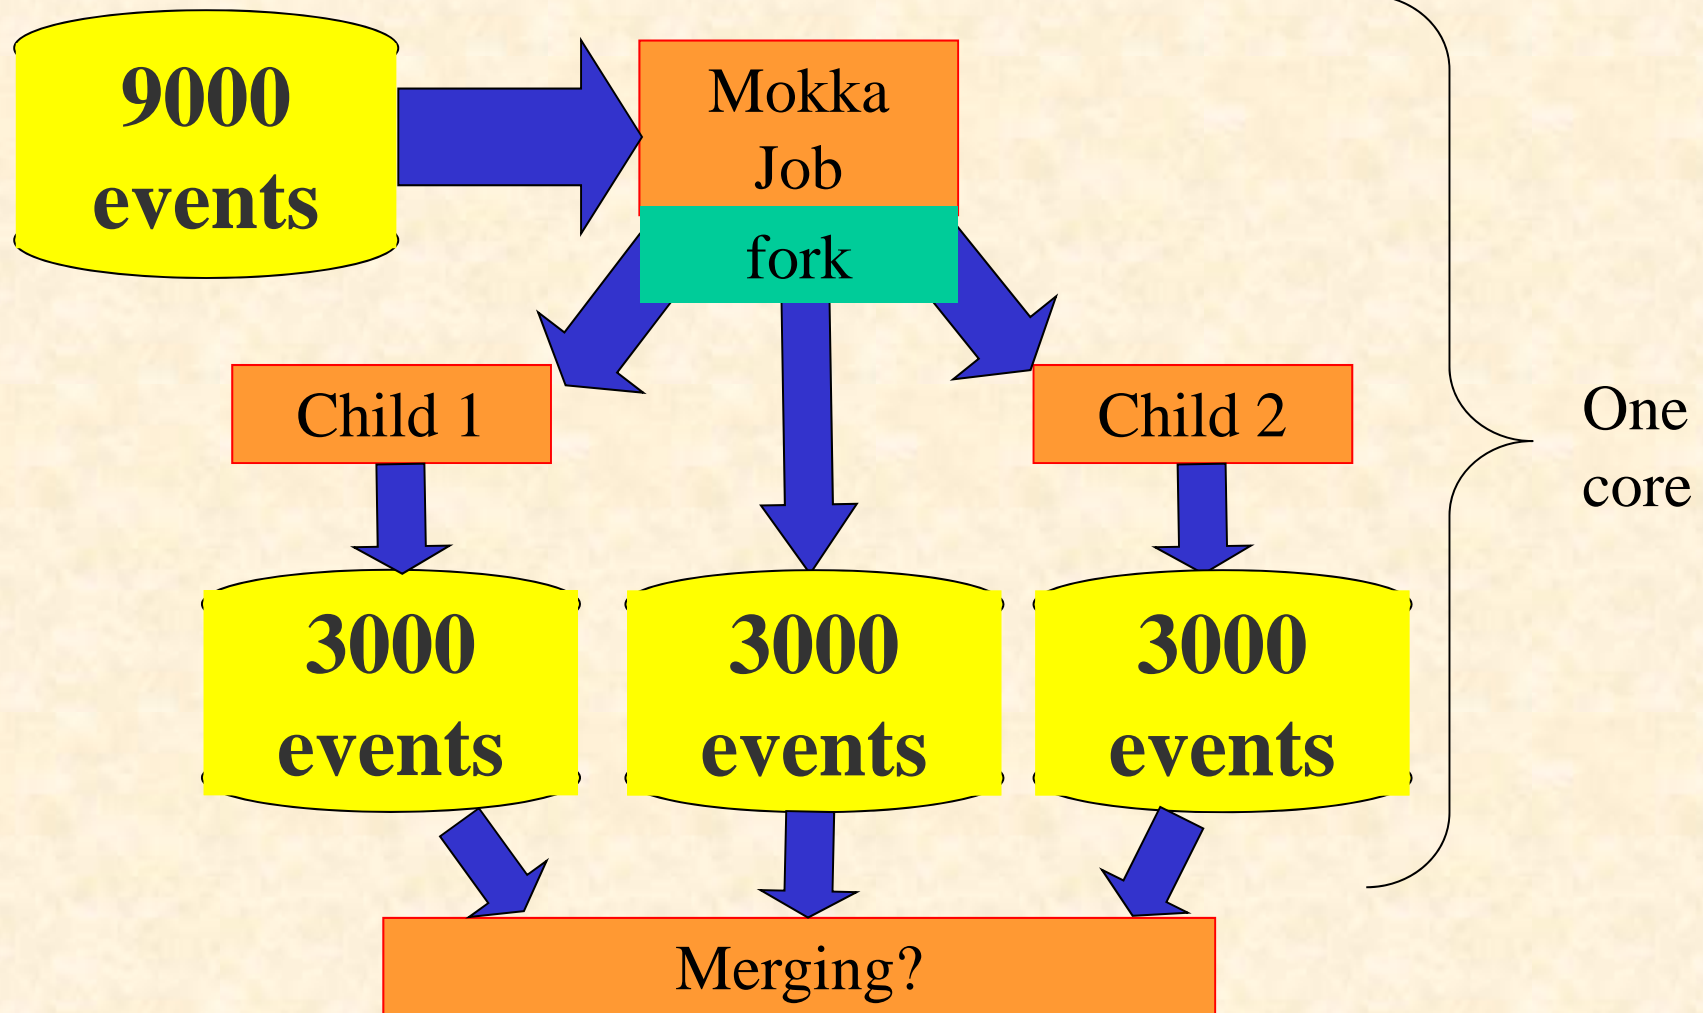 9000
events
Mokka
Job
fork
Child 1
Child 2
One
core
3000
events
3000
events
3000
events
Merging?